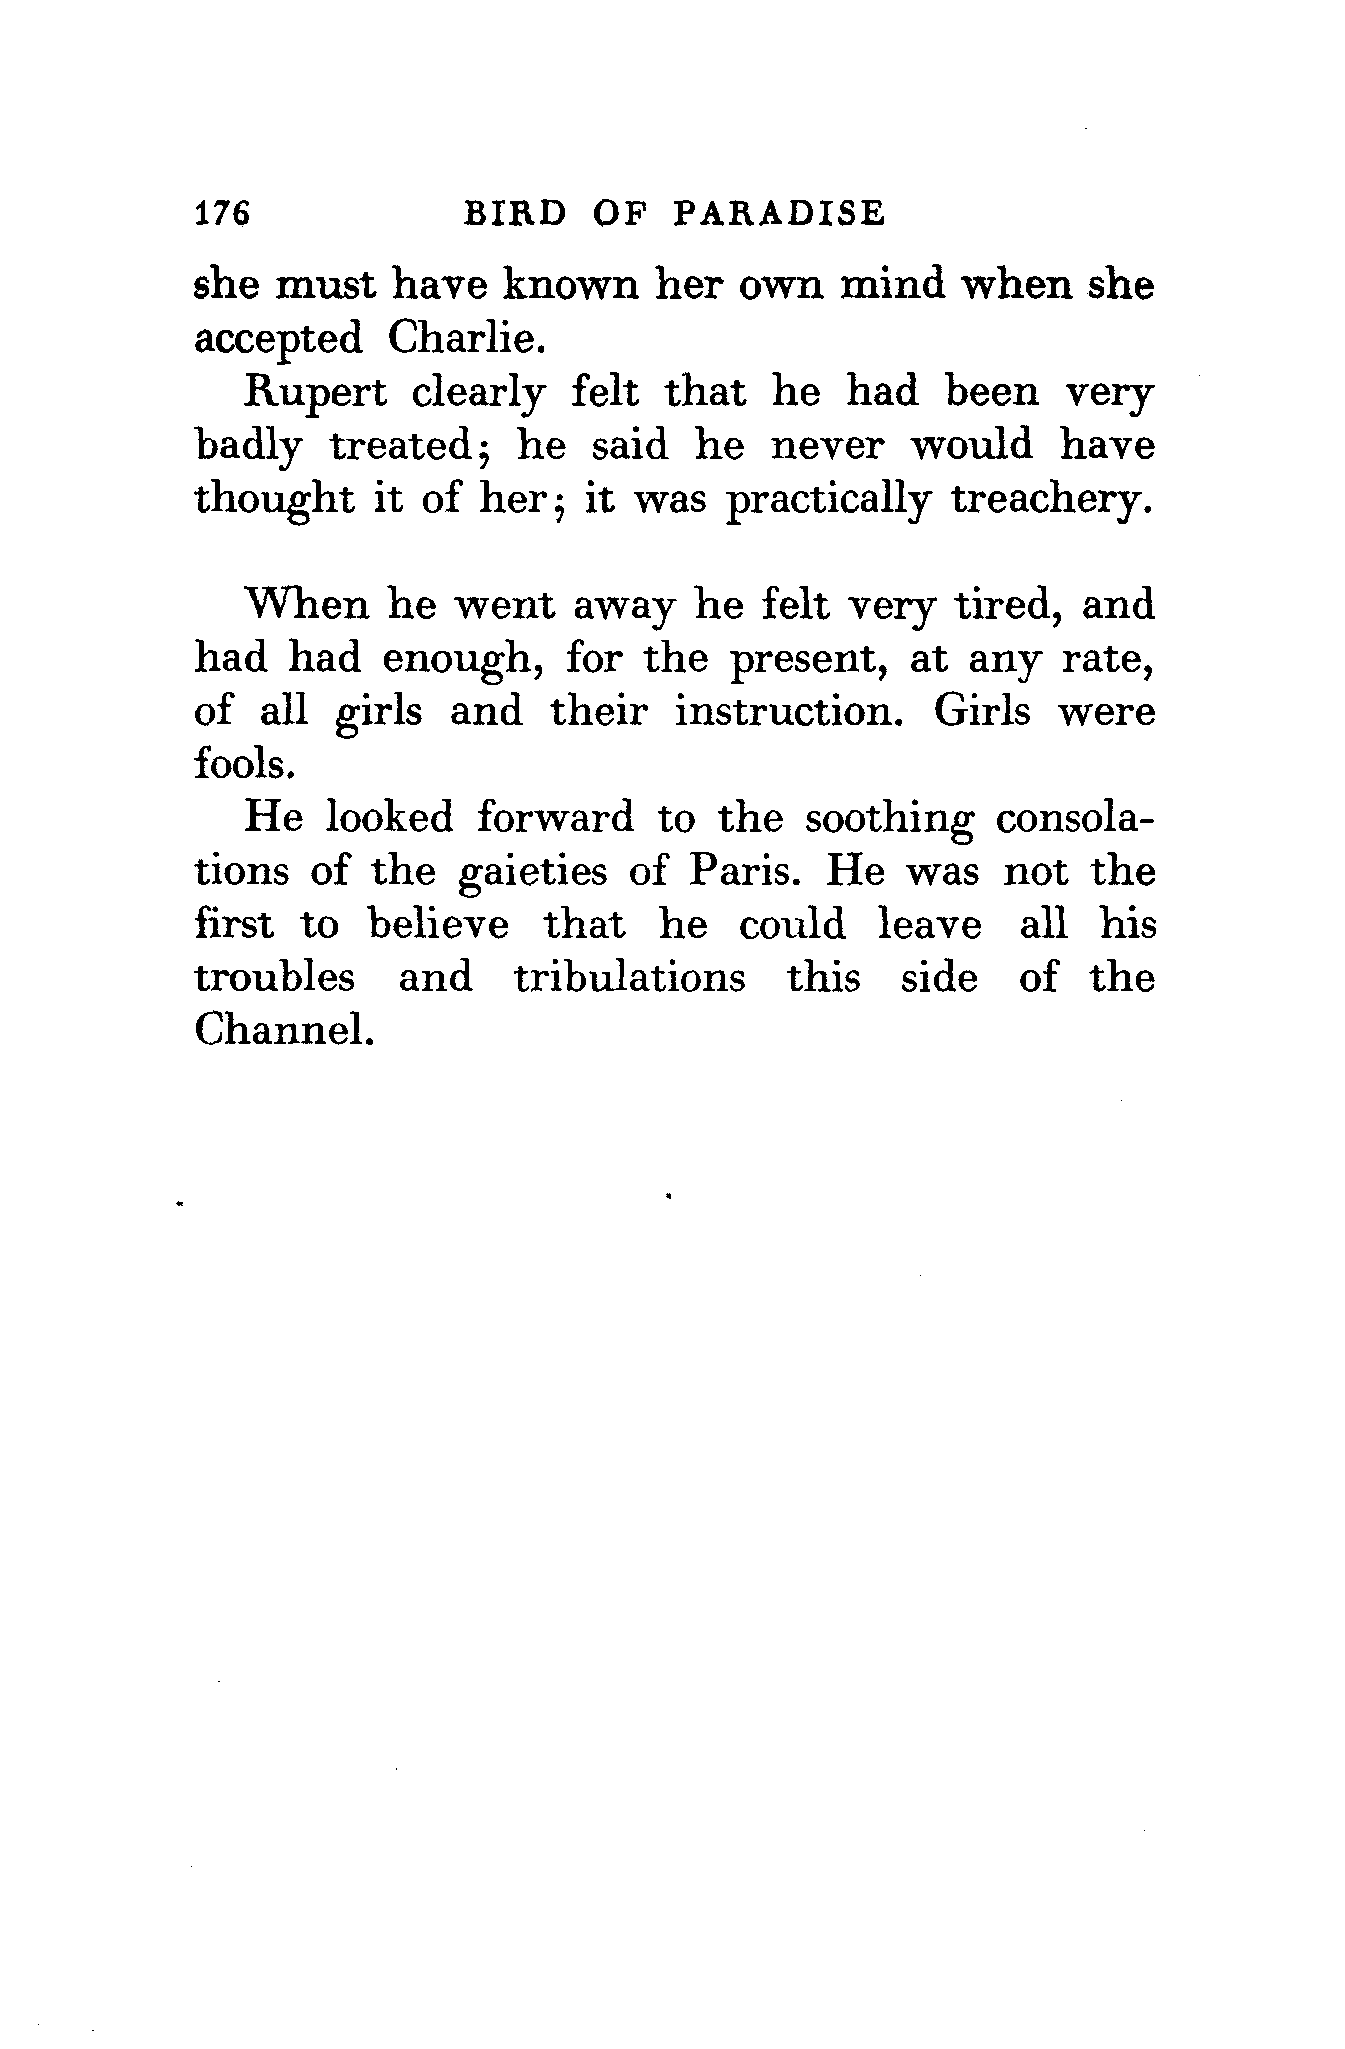 176 BIRD OF PARADISE
she must have known her own mind when she
accepted Charlie.
Rupert clearly felt that he had been very
badly treated; he said he never would have
thought it of her; it was practically treachery.
When he went away he felt very tired, and
had had enough, for the present, at any rate,
of all girls and their instruction. Girls were
fools.
He looked forward to the soothing consola-
tions of the gaieties of Paris. He was not the
first to believe that he could leave all his
troubles and tribulations this side of the
Channel.